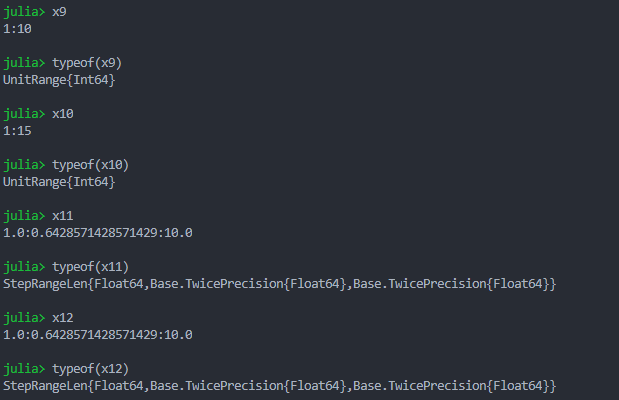 julia> x9
1:10
julia> typeof(x9)
UnitRange{Int64}
julia> x10
1:15
julia> typeof(x10)
UnitRange{Int64}
julia> x11
1.0:0.6428571428571429:10.0
julia> typeof(x11)
StepRangeLen{Float64,Base.TwicePrecision{Float64},Base.TwicePrecision{Float64}}
julia> x12
1.0:0.6428571428571429:10.0
julia> typeof(x12)
StepRangeLen{Float64,Base.TwicePrecision{Float64},Base.TwicePrecision{Float64}}